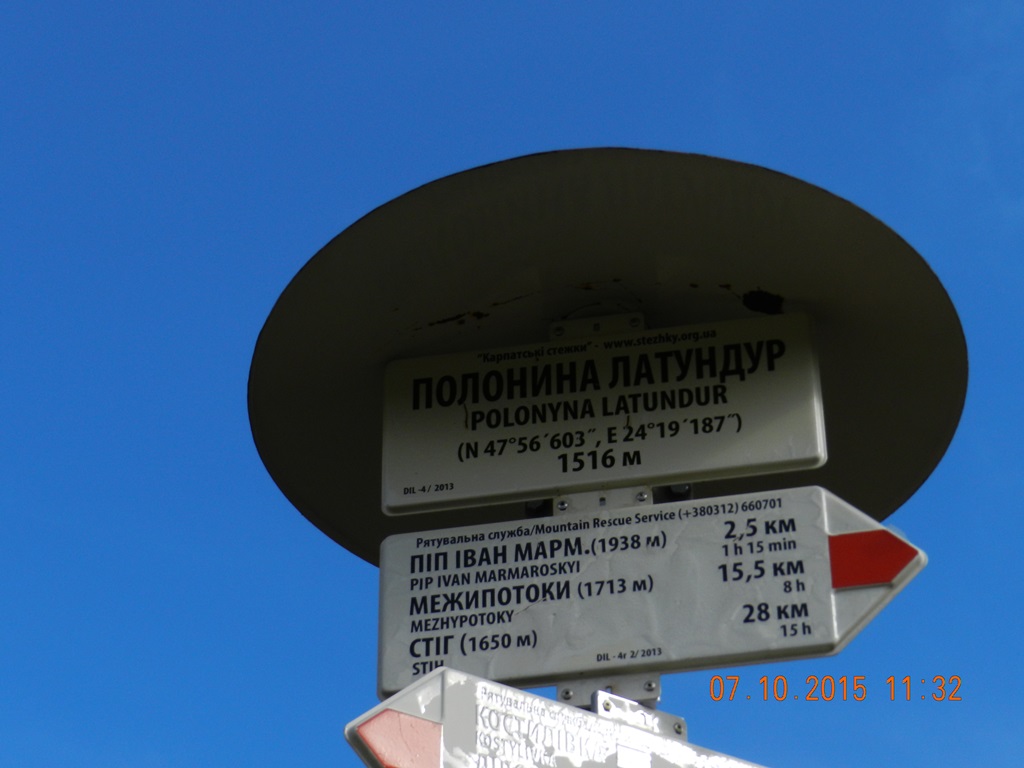 "Карпатські стежки" - www.stezhky.org.ua
ПОЛОНИНА ЛАТУНДУР
POLONYNA LATUNDUR
(N 47°56´603˝, E 24°19´187˝)
1516 м
DIL -4 / 2013
Рятувальна служба/Mountain Rescue Service (+380312) 660701
ПІП ІВАН МАРМ.(1938 м) 2,5 км
PIP IVAN MARMAROSKYI 1 h 15 min
МЕЖИПОТОКИ (1713 м) 15,5 км
MEZHYPOTOKY 8 h
СТІГ (1650 м) 28 км
STIH 15 h
DIL - 4r 2/ 2013
Рятувальна
КОСТИЛІВКА
07.10.2015 11:32